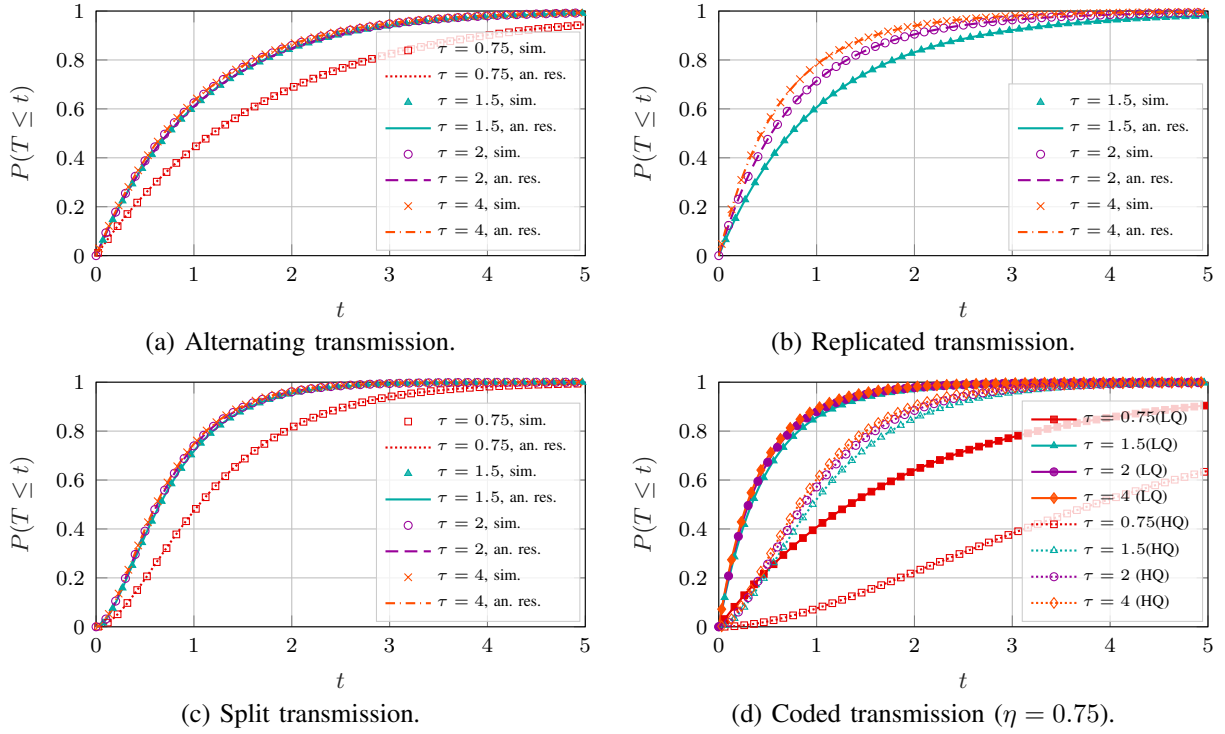 P(T ≤ t)
1
0.8
0.6
0.4
0.2
0
τ = 0.75, sim.
τ = 0.75, an. res.
τ = 1.5, sim.
τ = 1.5, an. res.
τ = 2, sim.
τ = 2, an. res.
τ = 4, sim.
τ = 4, an. res.
0 1 2 3 4 5
t
(a) Alternating transmission.
P(T ≤ t)
1
0.8
0.6
0.4
0.2
0
τ = 1.5, sim.
τ = 1.5, an. res.
τ = 2, sim.
τ = 2, an. res.
τ = 4, sim.
τ = 4, an. res.
0 1 2 3 4 5
t
(b) Replicated transmission.
P(T ≤ t)
1
0.8
0.6
0.4
0.2
0
τ = 0.75, sim.
τ = 0.75, an. res.
τ = 1.5, sim.
τ = 1.5, an. res.
τ = 2, sim.
τ = 2, an. res.
τ = 4, sim.
τ = 4, an. res.
0 1 2 3 4 5
t
(c) Split transmission.
P(T ≤ t)
1
0.8
0.6
0.4
0.2
0
τ = 0.75(LQ)
τ = 1.5(LQ)
τ = 2 (LQ)
τ = 4 (LQ)
τ = 0.75(HQ)
τ = 1.5(HQ)
τ = 2 (HQ)
τ = 4 (HQ)
0 1 2 3 4 5
t
(d) Coded transmission (η = 0.75).